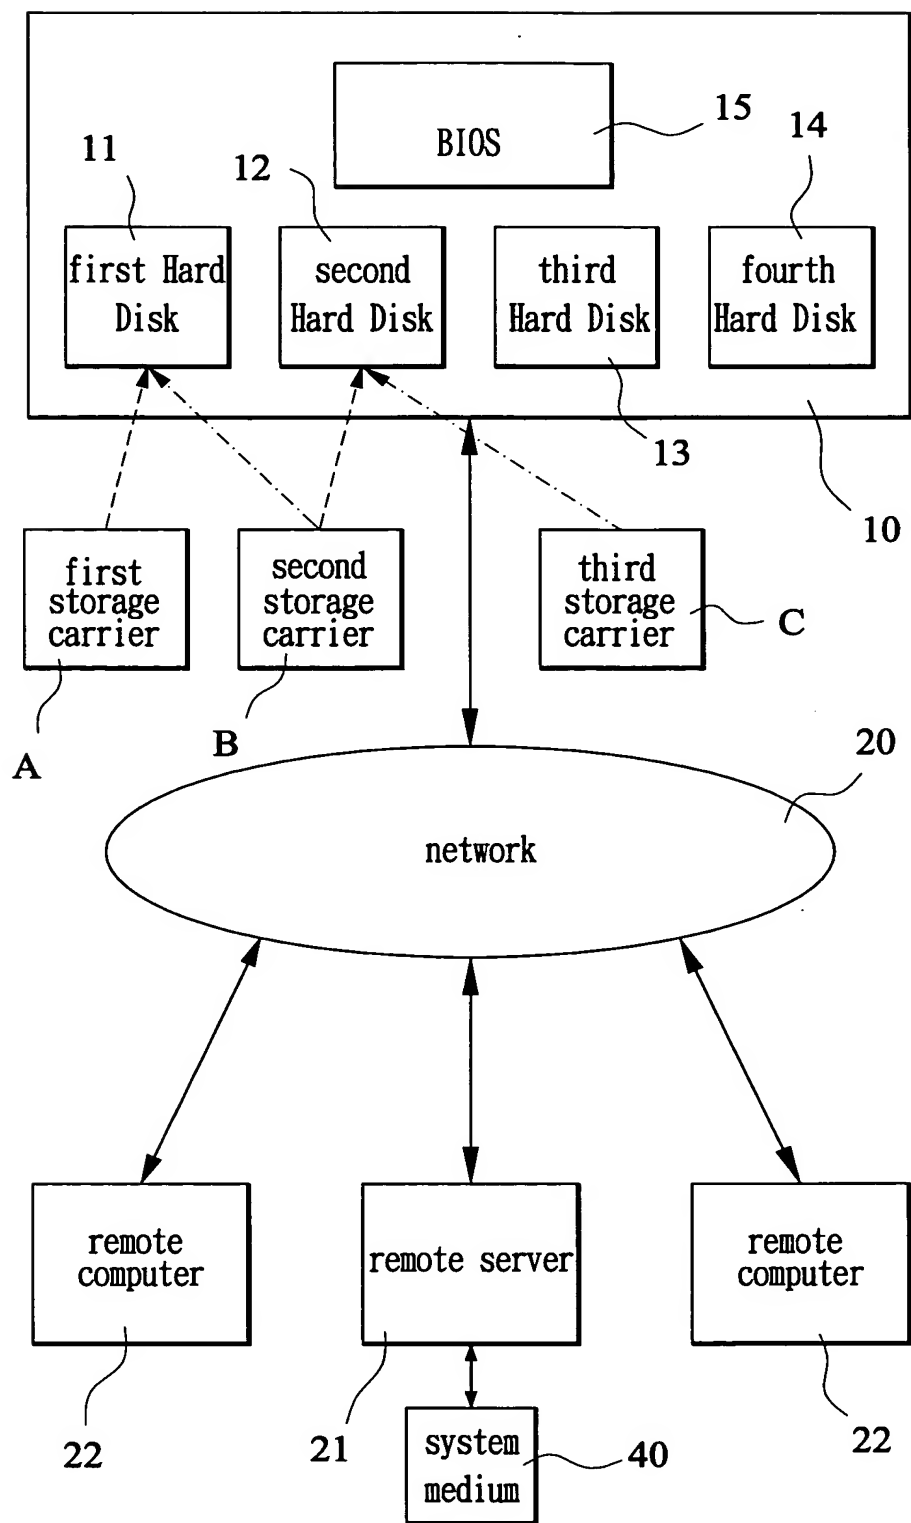 15
BIOS
14
11
12
first Hard
Disk
second
Hard Disk
third
Hard Disk
fourth
Hard Disk
13
10
first
storage
carrier
second
storage
carrier
third
storage
carrier
C
A
B
20
network
remote
computer
remote server
remote
computer
22
21
system
medium
40
22